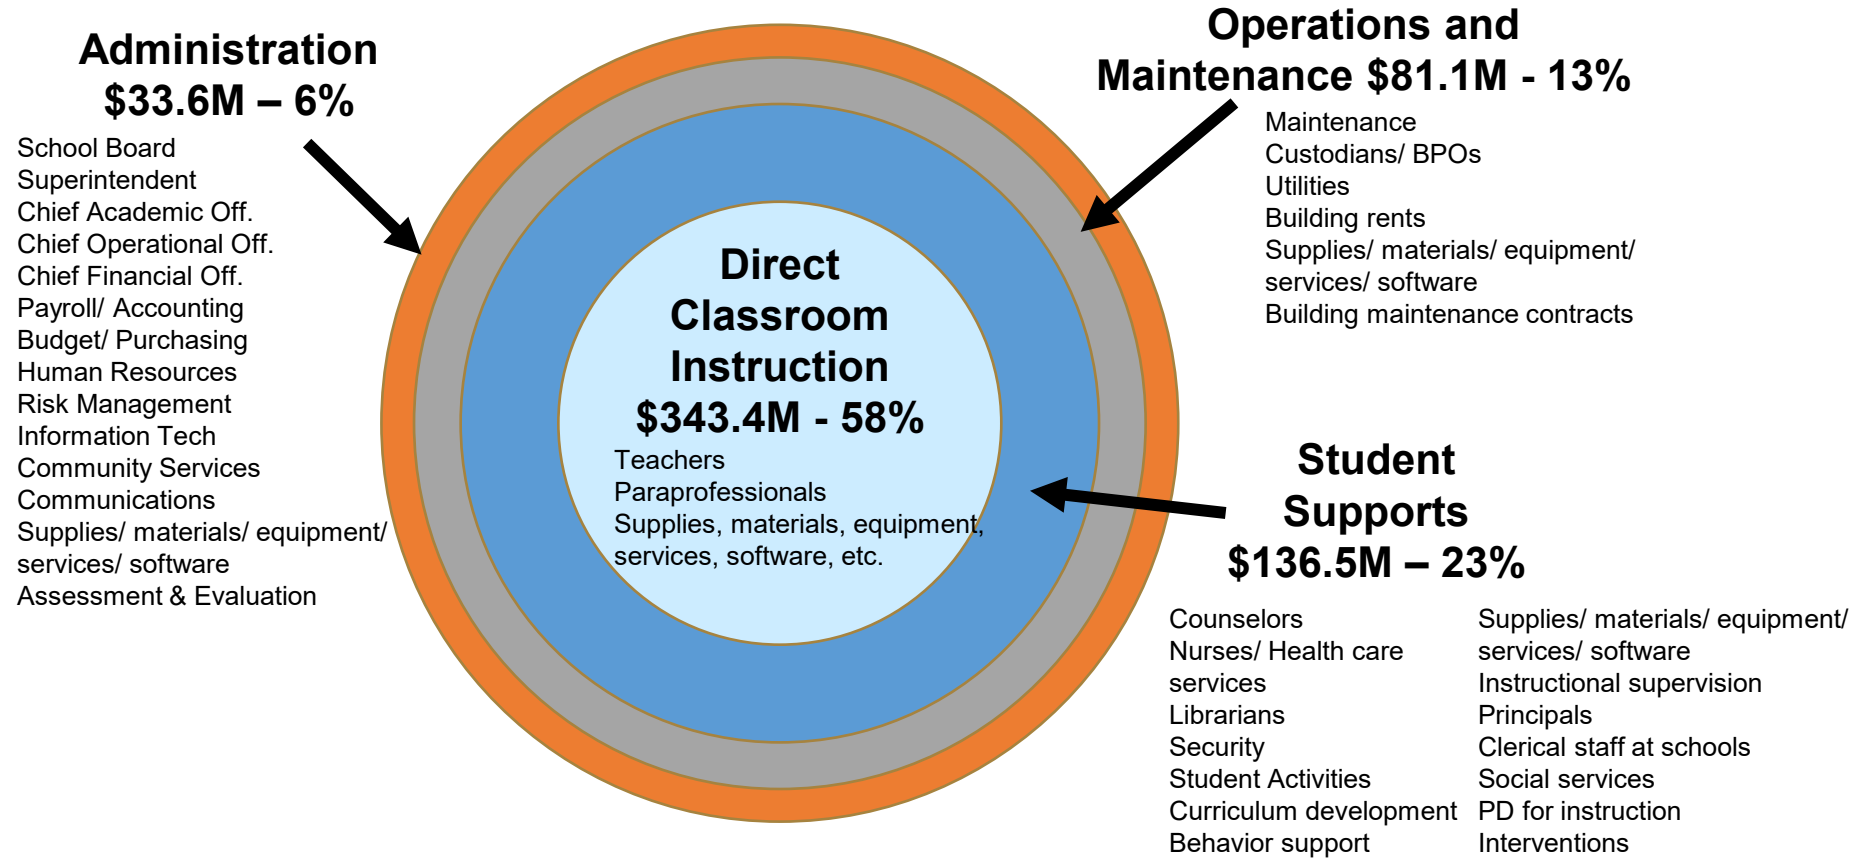 Administration
$33.6M – 6%
School Board
Superintendent
Chief Academic Off.
Chief Operational Off.
Chief Financial Off.
Payroll/ Accounting
Budget/ Purchasing
Human Resources
Risk Management
Information Tech
Community Services
Communications
Supplies/ materials/ equipment/
services/ software
Assessment & Evaluation
Operations and
Maintenance $81.1M - 13%
Maintenance
Custodians/ BPOs
Utilities
Building rents
Supplies/ materials/ equipment/
services/ software
Building maintenance contracts
Direct
Classroom
Instruction
$343.4M - 58%
Teachers
Paraprofessionals
Supplies, materials, equipment,
services, software, etc.
Student
Supports
$136.5M – 23%
Counselors
Nurses/ Health care
services
Librarians
Security
Student Activities
Curriculum development
Behavior support
Supplies/ materials/ equipment/
services/ software
Instructional supervision
Principals
Clerical staff at schools
Social services
PD for instruction
Interventions